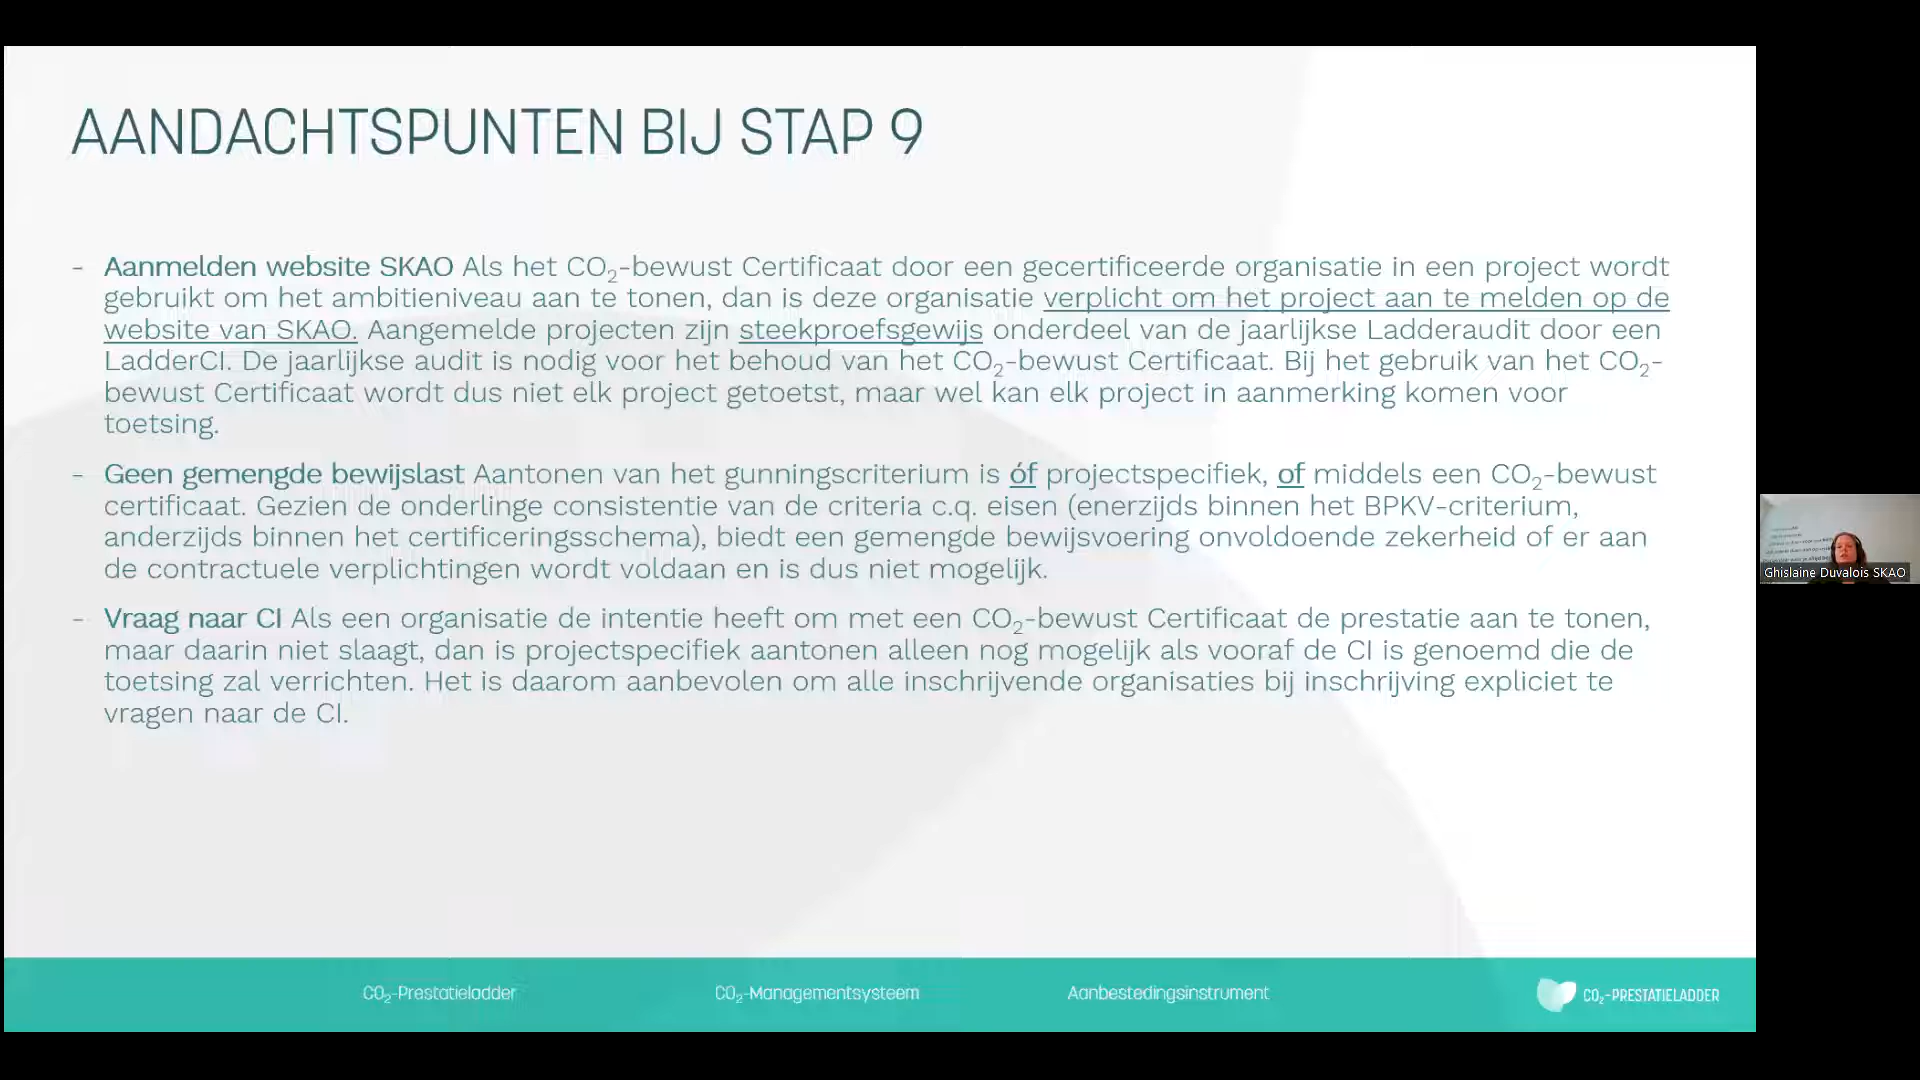 AANDACHTSPUNTEN BIJ STAP 9
- Aanmelden website SKAO Als het CO₂-bewust Certificaat door een gecertificeerde organisatie in een project wordt
gebruikt om het ambitieniveau aan te tonen, dan is deze organisatie verplicht om het project aan te melden op de
website van SKAO. Aangemelde projecten zijn steekproefsgewijs onderdeel van de jaarlijkse Ladderaudit door een
LadderCI. De jaarlijkse audit is nodig voor het behoud van het CO₂-bewust Certificaat. Bij het gebruik van het CO₂-
bewust Certificaat wordt dus niet elk project getoetst, maar wel kan elk project in aanmerking komen voor
toetsing.
- Geen gemengde bewijslast Aantonen van het gunningscriterium is óf projectspecifiek, of middels een CO₂-bewust
certificaat. Gezien de onderlinge consistentie van de criteria c.q. eisen (enerzijds binnen het BPKV-criterium,
anderzijds binnen het certificeringsschema), biedt een gemengde bewijsvoering onvoldoende zekerheid of er aan
de contractuele verplichtingen wordt voldaan en is dus niet mogelijk.
- Vraag naar CI Als een organisatie de intentie heeft om met een CO₂-bewust Certificaat de prestatie aan te tonen,
maar daarin niet slaagt, dan is projectspecifiek aantonen alleen nog mogelijk als vooraf de CI is genoemd die de
toetsing zal verrichten. Het is daarom aanbevolen om alle inschrijvende organisaties bij inschrijving expliciet te
vragen naar de CI.
Ghislaine Duvalois SKAO
CO₂-Prestatieladder
CO₂-Managementsysteem
Aanbestedingsinstrument
CO₂-PRESTATIELADDER